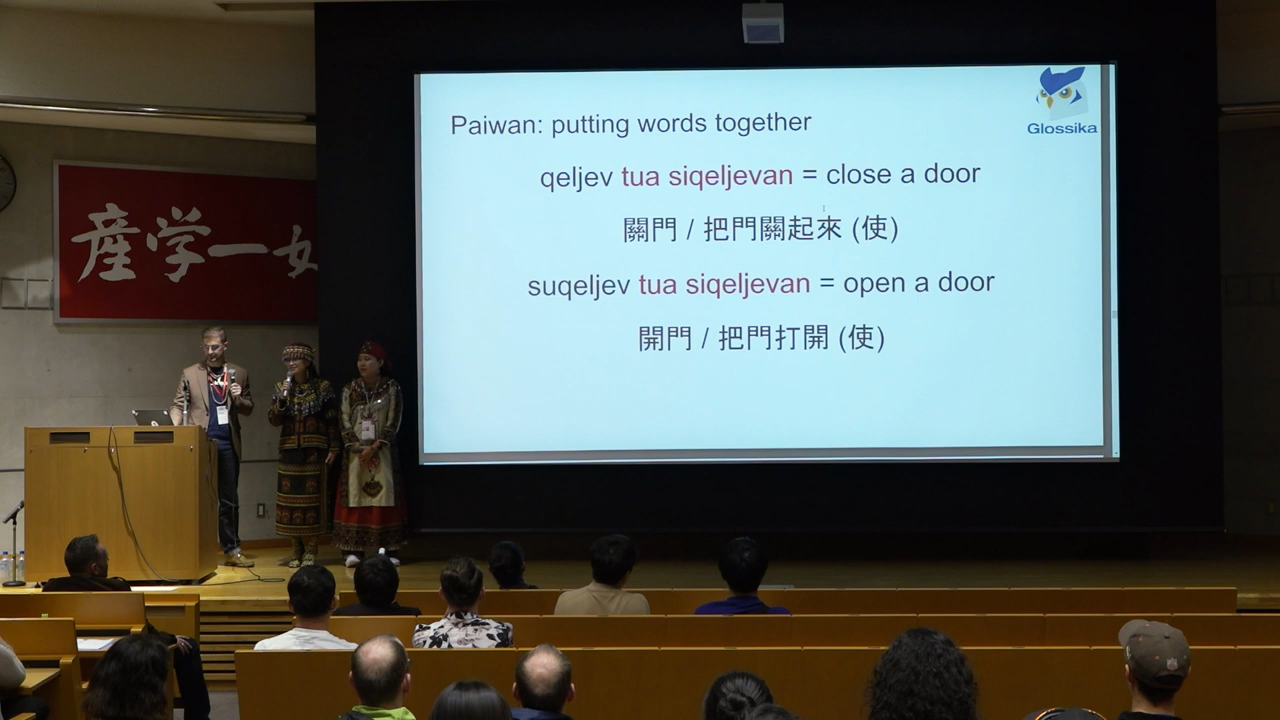 Paiwan: putting words together
Glossika
qeljev tua siqeljevan = close a door
關門 / 把門關起來 (使)
suqeljev tua siqeljevan = open a door
開門 / 把門打開 (使)
産学一